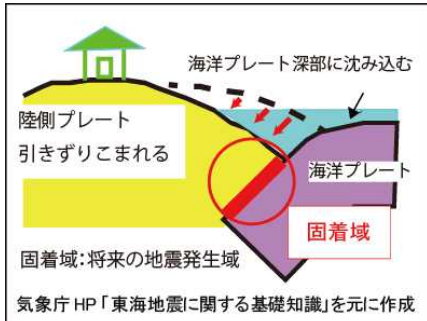 海洋プレート深部に沈み込む
陸側プレート
引きずりこまれる
海洋プレート
固着域
固着域:将来の地震発生域
気象庁HP「東海地震に関する基礎知識」を元に作成